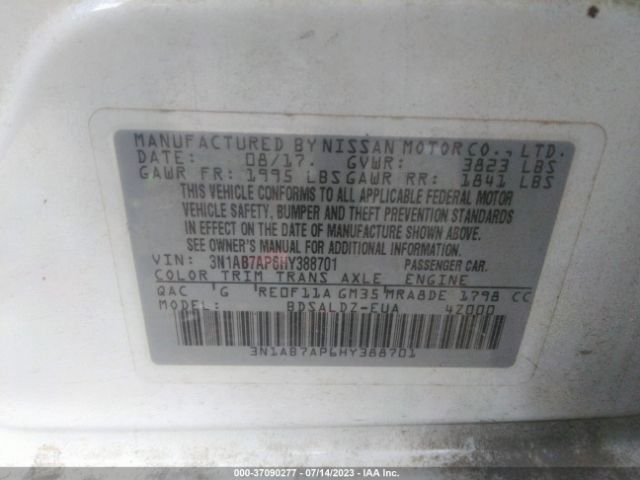 MANUFACTURED BY NISSAN MOTOR CO., LTD.
DATE: 08/17. GVWR: 3823 LBS
GAWR FR: 1995 LBS GAWR RR: 1841 LBS
THIS VEHICLE CONFORMS TO ALL APPLICABLE FEDERAL MOTOR
VEHICLE SAFETY, BUMPER AND THEFT PREVENTION STANDARDS
IN EFFECT ON THE DATE OF MANUFACTURE SHOWN ABOVE.
SEE OWNER'S MANUAL FOR ADDITIONAL INFORMATION.
VIN: 3N1AB7AP6HY388701 PASSENGER CAR.
COLOR TRIM TRANS AXLE ENGINE
QAC G RE0F11A GM35 MRA8DE 1798 CC
MODEL: BDSALDZ-EUA 4Z000
3N1AB7AP6HY388701
000-37090277 - 07/14/2023 - IAA Inc.